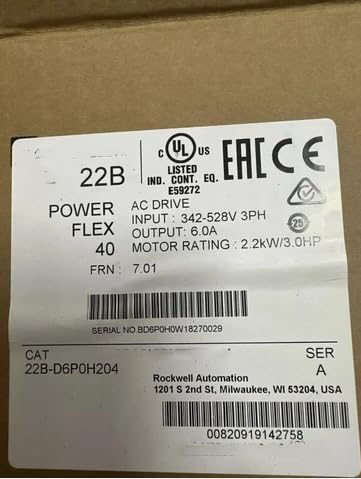 c UL US
LISTED
IND. CONT. EQ.
E59272
EAC CE
22B
POWER
FLEX
40
AC DRIVE
INPUT : 342-528V 3PH
OUTPUT: 6.0A
MOTOR RATING : 2.2kW/3.0HP
25
FRN : 7.01
SERIAL NO.BD6P0H0W18270029
CAT
22B-D6P0H204
SER
A
Rockwell Automation
1201 S 2nd St, Milwaukee, WI 53204, USA
00820919142758